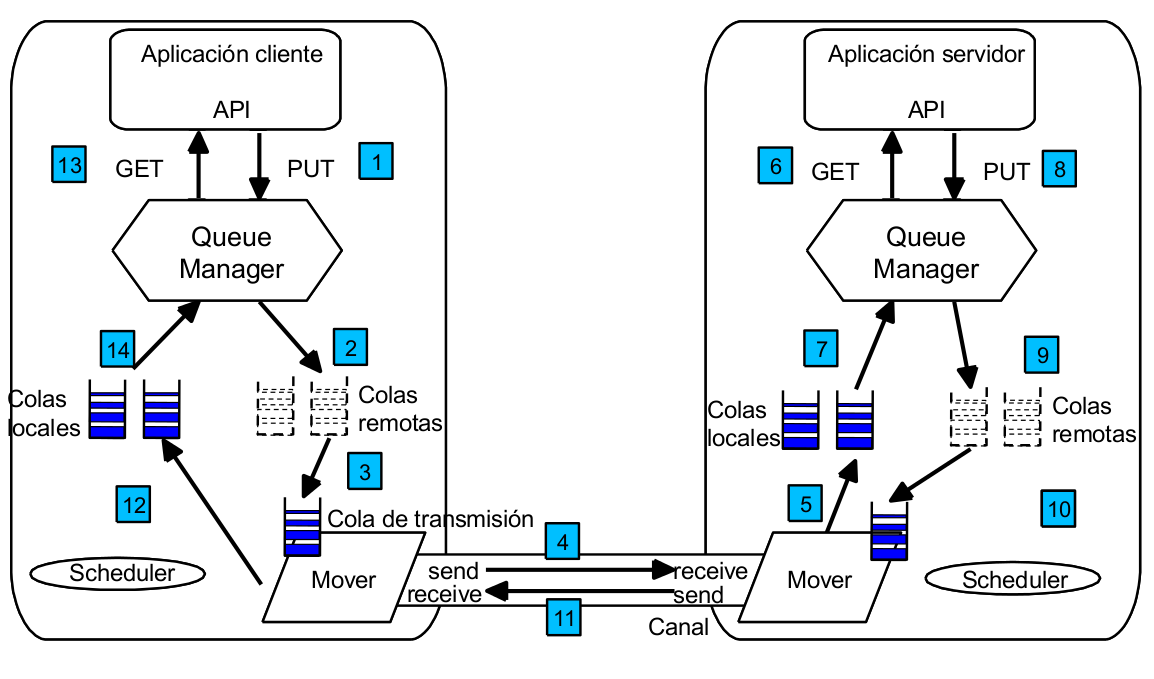 Aplicación cliente
API
13
GET
PUT
1
Queue
Manager
14
2
Colas
locales
Colas
remotas
3
12
Cola de transmisión
Scheduler
Mover
send
receive
4
receive
send
11
Canal
Aplicación servidor
API
6
GET
PUT
8
Queue
Manager
7
9
Colas
locales
Colas
remotas
5
10
Mover
Scheduler